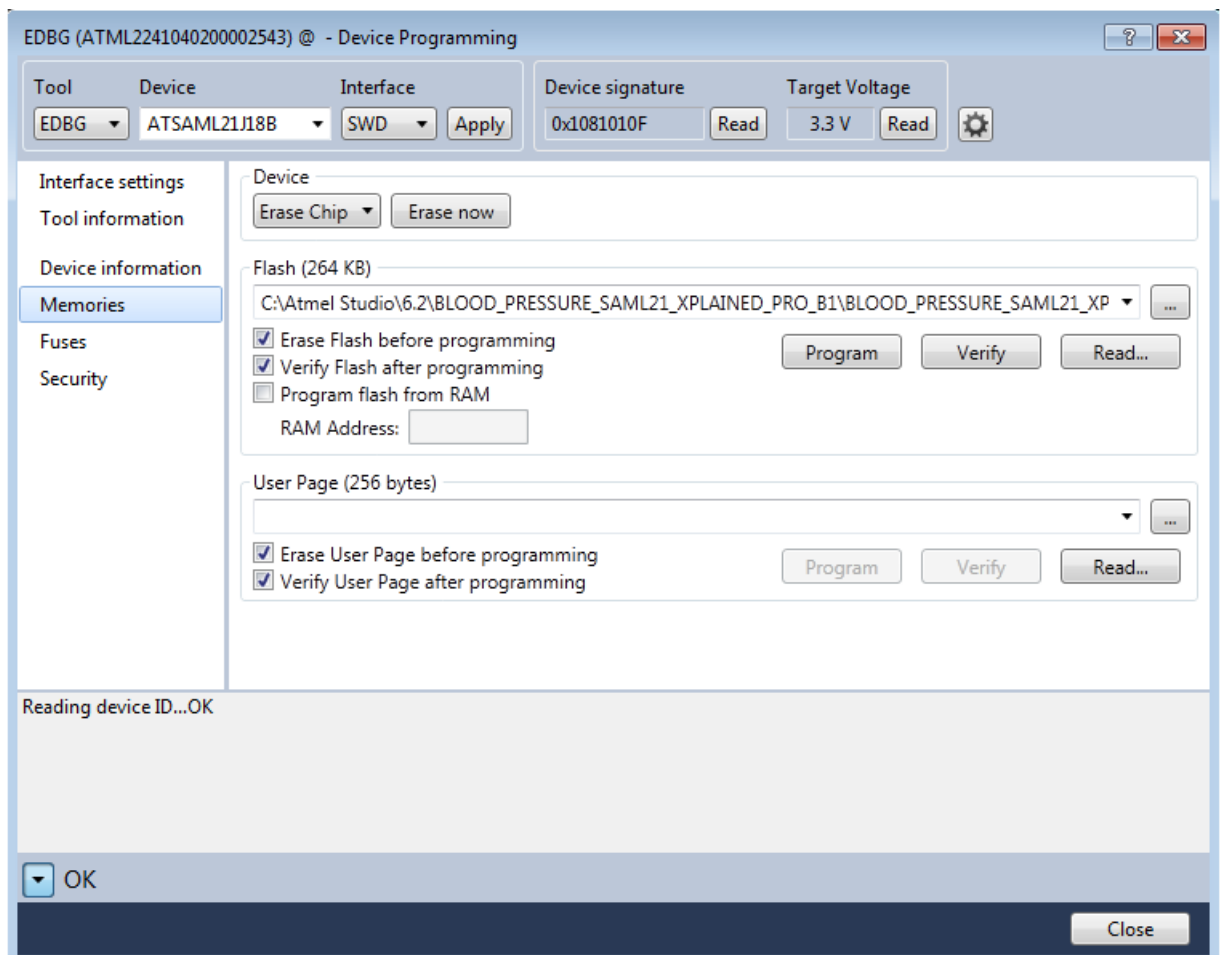 EDBG (ATML2241040200002543) @  - Device Programming
Tool Device Interface Device signature Target Voltage
EDBG ATSAML21J18B SWD Apply 0x1081010F Read 3.3 V Read
Interface settings
Tool information
Device information
Memories
Fuses
Security
Device
Erase Chip Erase now
Flash (264 KB)
C:\Atmel Studio\6.2\BLOOD_PRESSURE_SAML21_XPLAINED_PRO_B1\BLOOD_PRESSURE_SAML21_XP ...
Erase Flash before programming
Verify Flash after programming
Program flash from RAM
RAM Address:
Program Verify Read...
User Page (256 bytes)
...
Erase User Page before programming
Verify User Page after programming
Program Verify Read...
Reading device ID...OK
OK
Close